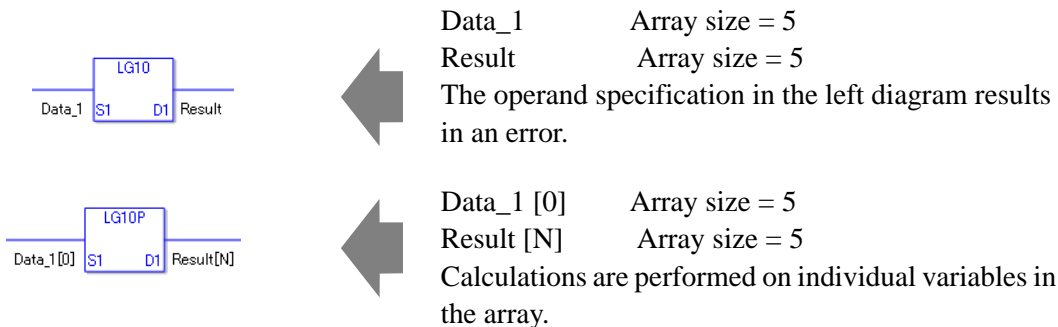 LG10
Data_1 S1 D1 Result
Data_1 Array size = 5
Result Array size = 5
The operand specification in the left diagram results
in an error.
LG10P
Data_1[0] S1 D1 Result[N]
Data_1 [0] Array size = 5
Result [N] Array size = 5
Calculations are performed on individual variables in
the array.